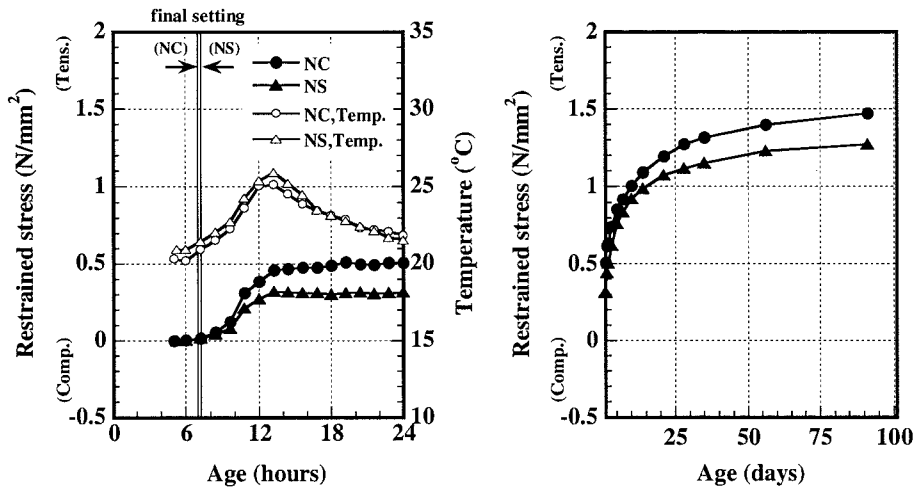 final setting
(NC)
(NS)
NC
NS
NC,Temp.
NS,Temp.
Restrained stress (N/mm²)
(Tens.)
(Comp.)
2
1.5
1
0.5
0
-0.5
35
30
25
20
15
10
Temperature (°C)
0
6
12
18
24
Age (hours)
Restrained stress (N/mm²)
(Tens.)
(Comp.)
2
1.5
1
0.5
0
-0.5
NC
NS
25
50
75
100
Age (days)